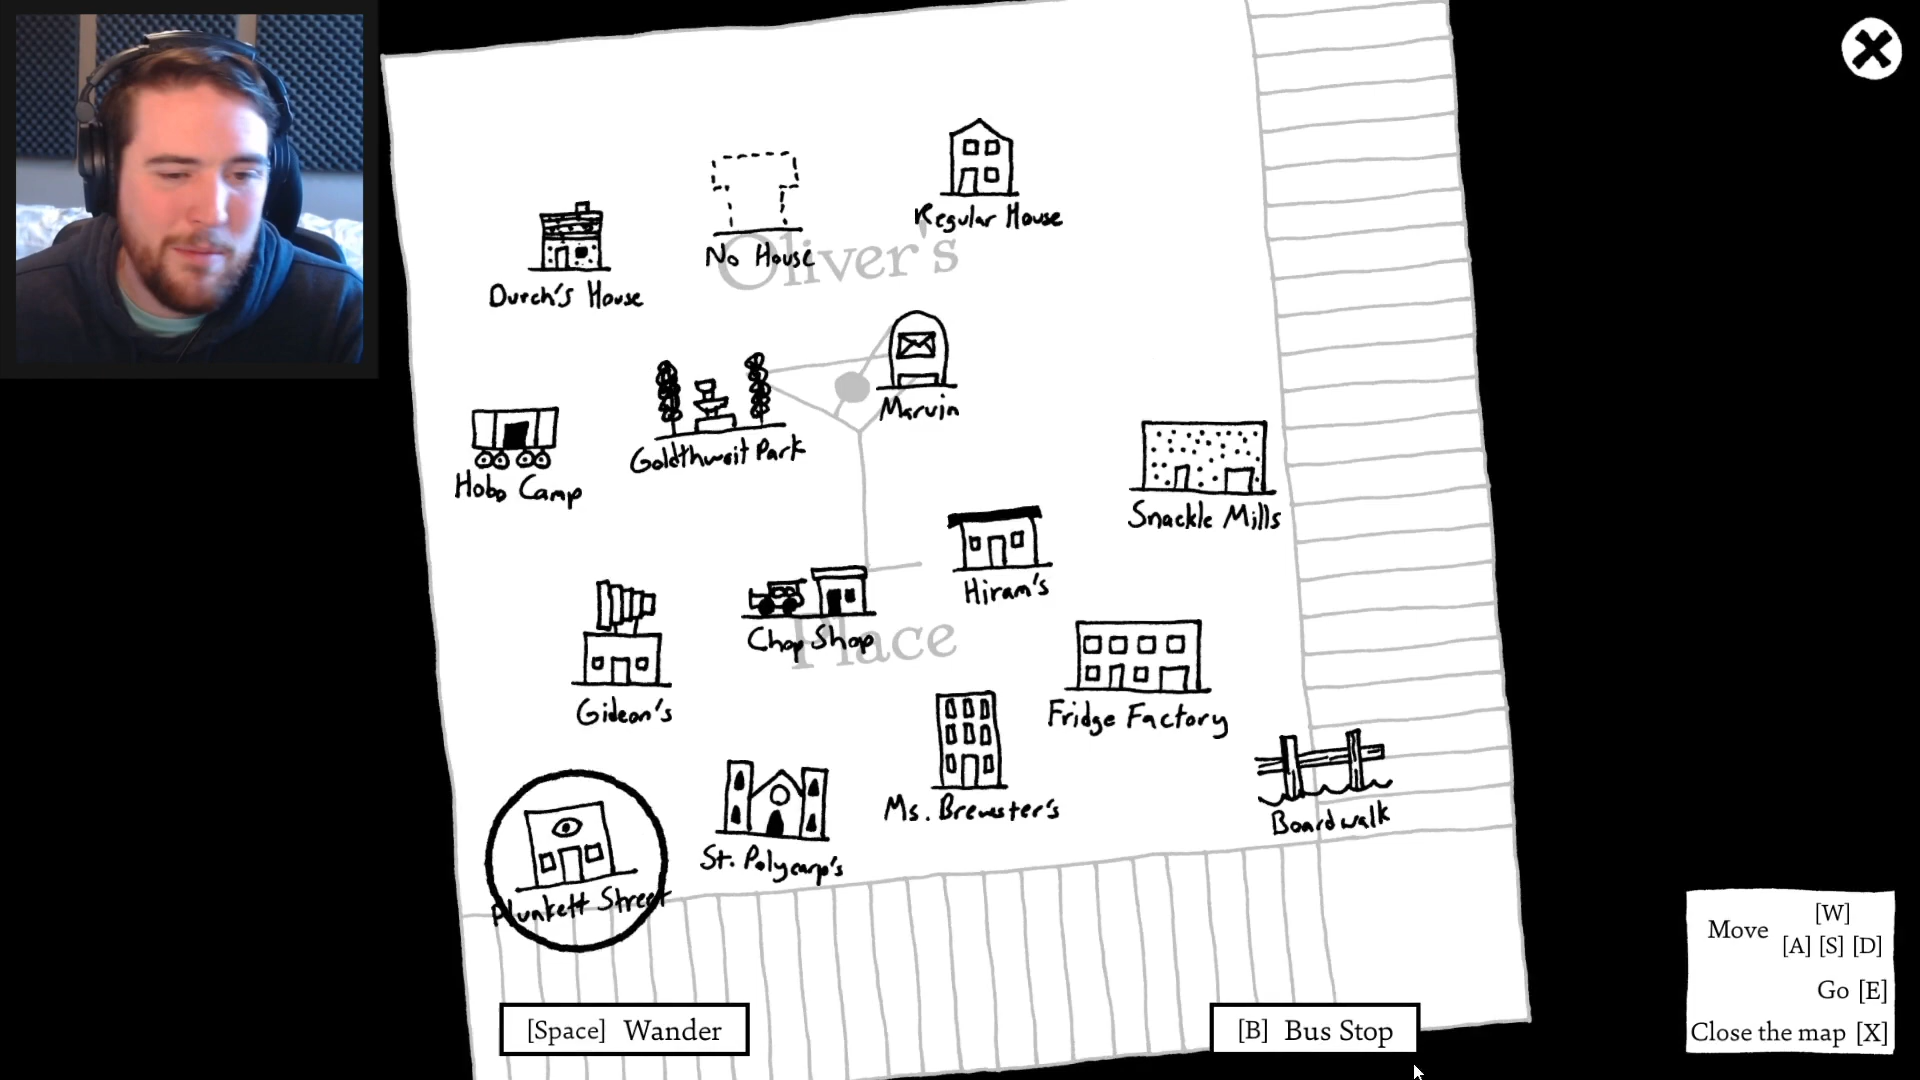 Regular House
No House
Oliver's
Durch's House
Marvin
Goldthwait Park
Hobo Camp
Snackle Mills
Hiram's
Chop Shop
Place
Gideon's
Fridge Factory
Ms. Brewster's
Boardwalk
St. Polycarp's
Plunkett Street
Move [W]
[A] [S] [D]
Go [E]
Close the map [X]
[Space] Wander
[B] Bus Stop